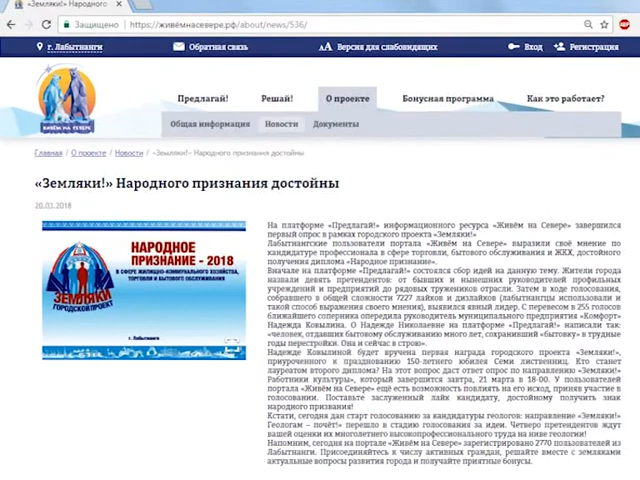 «Земляки!» Народного
Защищено
https://живёмнасевере.рф/about/news/536/
г. Лабытнанги
Обратная связь
Версия для слабовидящих
Вход
Регистрация
ЖИВЁМ НА СЕВЕРЕ
Предлагай!
Решай!
О проекте
Бонусная программа
Как это работает?
Общая информация
Новости
Документы
Главная / О проекте / Новости / «Земляки!» Народного признания достойны
«Земляки!» Народного признания достойны
20.03.2018
НАРОДНОЕ
ПРИЗНАНИЕ - 2018
В СФЕРЕ ЖИЛИЩНО-КОММУНАЛЬНОГО ХОЗЯЙСТВА,
ТОРГОВЛИ И БЫТОВОГО ОБСЛУЖИВАНИЯ
ЗЕМЛЯКИ
ГОРОДСКОЙ ПРОЕКТ
г. Лабытнанги
На платформе «Предлагай!» информационного ресурса «Живём на Севере» завершился
первый опрос в рамках городского проекта «Земляки!»
Лабытнангские пользователи портала «Живём на Севере» выразили своё мнение по
кандидатуре профессионала в сфере торговли, бытового обслуживания и ЖКХ, достойного
получения диплома «Народное признание».
Вначале на платформе «Предлагай!» состоялся сбор идей на данную тему. Жители города
назвали девять претендентов: от бывших и нынешних руководителей профильных
учреждений и предприятий до рядовых тружеников отрасли. Затем в ходе голосования,
собравшего в общей сложности 7227 лайков и дизлайков (лабытнангцы использовали и
такой способ выражения своего мнения), выявился явный лидер. С перевесом в 255 голосов
ближайшего соперника опередила руководитель муниципального предприятия «Комфорт»
Надежда Ковылина. О Надежде Николаевне на платформе «Предлагай!» написали так:
«человек, отдавших бытовому обслуживанию много лет, сохранивший «бытовку» в трудные
годы перестройки. Она и сейчас в строю».
Надежде Ковылиной будет вручена первая награда городского проекта «Земляки!»,
приуроченного к празднованию 150-летнего юбилея Семи лиственниц. Кто станет
лауреатом второго диплома? На этот вопрос даст ответ опрос по направлению «Земляки!»
Работники культуры», который завершится завтра, 21 марта в 18-00. У пользователей
портала «Живём на Севере» ещё есть возможность повлиять на его исход, приняв участие в
голосовании. Поставьте заслуженный лайк кандидату, достойному получить знак
народного признания!
Кстати, сегодня дан старт голосованию за кандидатуры геологов: направление «Земляки!»
Геологам – почёт!» перешло в стадию голосования за идеи. Четверо претендентов ждут
вашей оценки их многолетнего высокопрофессионального труда на ниве геологии!
Напомним, сегодня на портале «Живём на Севере» зарегистрировано 2770 пользователей из
Лабытнанги. Присоединяйтесь к числу активных граждан, решайте вместе с земляками
актуальные вопросы развития города и получайте приятные бонусы.